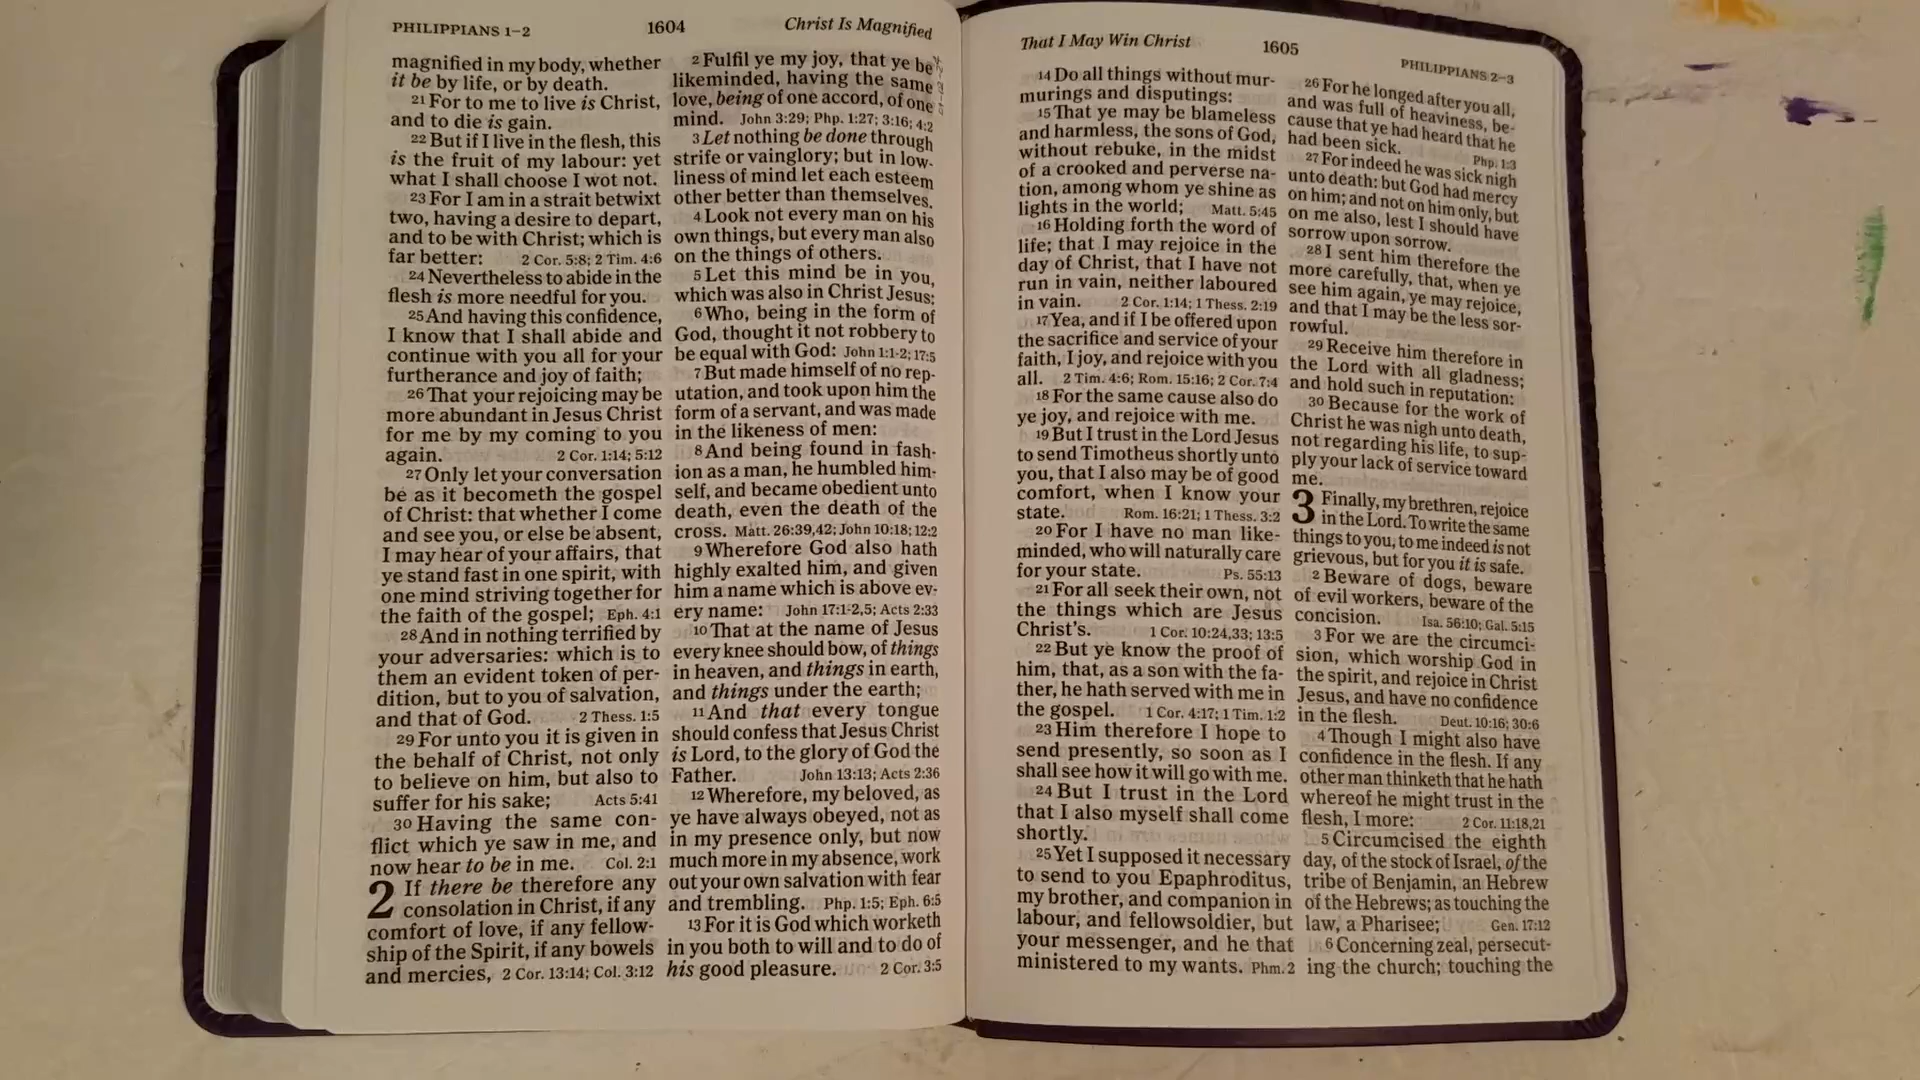 PHILIPPIANS 1–2 1604 Christ Is Magnified
magnified in my body, whether
it be by life, or by death.
21 For to me to live is Christ,
and to die is gain.
22 But if I live in the flesh, this
is the fruit of my labour: yet
what I shall choose I wot not.
23 For I am in a strait betwixt
two, having a desire to depart,
and to be with Christ; which is
far better: 2 Cor. 5:8; 2 Tim. 4:6
24 Nevertheless to abide in the
flesh is more needful for you.
25 And having this confidence,
I know that I shall abide and
continue with you all for your
furtherance and joy of faith;
26 That your rejoicing may be
more abundant in Jesus Christ
for me by my coming to you
again. 2 Cor. 1:14; 5:12
27 Only let your conversation
be as it becometh the gospel
of Christ: that whether I come
and see you, or else be absent,
I may hear of your affairs, that
ye stand fast in one spirit, with
one mind striving together for
the faith of the gospel; Eph. 4:1
28 And in nothing terrified by
your adversaries: which is to
them an evident token of per-
dition, but to you of salvation,
and that of God. 2 Thess. 1:5
29 For unto you it is given in
the behalf of Christ, not only
to believe on him, but also to
suffer for his sake; Acts 5:41
30 Having the same con-
flict which ye saw in me, and
now hear to be in me. Col. 2:1
2 If there be therefore any
consolation in Christ, if any
comfort of love, if any fellow-
ship of the Spirit, if any bowels
and mercies, 2 Cor. 13:14; Col. 3:12
2 Fulfil ye my joy, that ye be
likeminded, having the same
love, being of one accord, of one
mind. John 3:29; Php. 1:27; 3:16; 4:2
3 Let nothing be done through
strife or vainglory; but in low-
liness of mind let each esteem
other better than themselves.
4 Look not every man on his
own things, but every man also
on the things of others.
5 Let this mind be in you,
which was also in Christ Jesus:
6 Who, being in the form of
God, thought it not robbery to
be equal with God: John 1:1-2; 17:5
7 But made himself of no rep-
utation, and took upon him the
form of a servant, and was made
in the likeness of men:
8 And being found in fash-
ion as a man, he humbled him-
self, and became obedient unto
death, even the death of the
cross. Matt. 26:39,42; John 10:18; 12:2
9 Wherefore God also hath
highly exalted him, and given
him a name which is above ev-
ery name: John 17:1-2,5; Acts 2:33
10 That at the name of Jesus
every knee should bow, of things
in heaven, and things in earth,
and things under the earth;
11 And that every tongue
should confess that Jesus Christ
is Lord, to the glory of God the
Father. John 13:13; Acts 2:36
12 Wherefore, my beloved, as
ye have always obeyed, not as
in my presence only, but now
much more in my absence, work
out your own salvation with fear
and trembling. Php. 1:5; Eph. 6:5
13 For it is God which worketh
in you both to will and to do of
his good pleasure. 2 Cor. 3:5
That I May Win Christ 1605 PHILIPPIANS 2–3
14 Do all things without mur-
murings and disputings:
15 That ye may be blameless
and harmless, the sons of God,
without rebuke, in the midst
of a crooked and perverse na-
tion, among whom ye shine as
lights in the world; Matt. 5:45
16 Holding forth the word of
life; that I may rejoice in the
day of Christ, that I have not
run in vain, neither laboured
in vain. 2 Cor. 1:14; 1 Thess. 2:19
17 Yea, and if I be offered upon
the sacrifice and service of your
faith, I joy, and rejoice with you
all. 2 Tim. 4:6; Rom. 15:16; 2 Cor. 7:4
18 For the same cause also do
ye joy, and rejoice with me.
19 But I trust in the Lord Jesus
to send Timotheus shortly unto
you, that I also may be of good
comfort, when I know your
state. Rom. 16:21; 1 Thess. 3:2
20 For I have no man like-
minded, who will naturally care
for your state. Ps. 55:13
21 For all seek their own, not
the things which are Jesus
Christ's. 1 Cor. 10:24,33; 13:5
22 But ye know the proof of
him, that, as a son with the fa-
ther, he hath served with me in
the gospel. 1 Cor. 4:17; 1 Tim. 1:2
23 Him therefore I hope to
send presently, so soon as I
shall see how it will go with me.
24 But I trust in the Lord
that I also myself shall come
shortly.
25 Yet I supposed it necessary
to send to you Epaphroditus,
my brother, and companion in
labour, and fellowsoldier, but
your messenger, and he that
ministered to my wants. Phm. 2
26 For he longed after you all,
and was full of heaviness, be-
cause that ye had heard that he
had been sick. Php. 1:3
27 For indeed he was sick nigh
unto death: but God had mercy
on him; and not on him only, but
on me also, lest I should have
sorrow upon sorrow.
28 I sent him therefore the
more carefully, that, when ye
see him again, ye may rejoice,
and that I may be the less sor-
rowful.
29 Receive him therefore in
the Lord with all gladness;
and hold such in reputation:
30 Because for the work of
Christ he was nigh unto death,
not regarding his life, to sup-
ply your lack of service toward
me.
3 Finally, my brethren, rejoice
in the Lord. To write the same
things to you, to me indeed is not
grievous, but for you it is safe.
2 Beware of dogs, beware
of evil workers, beware of the
concision. Isa. 56:10; Gal. 5:15
3 For we are the circumci-
sion, which worship God in
the spirit, and rejoice in Christ
Jesus, and have no confidence
in the flesh. Deut. 10:16; 30:6
4 Though I might also have
confidence in the flesh. If any
other man thinketh that he hath
whereof he might trust in the
flesh, I more: 2 Cor. 11:18,21
5 Circumcised the eighth
day, of the stock of Israel, of the
tribe of Benjamin, an Hebrew
of the Hebrews; as touching the
law, a Pharisee; Gen. 17:12
6 Concerning zeal, persecut-
ing the church; touching the